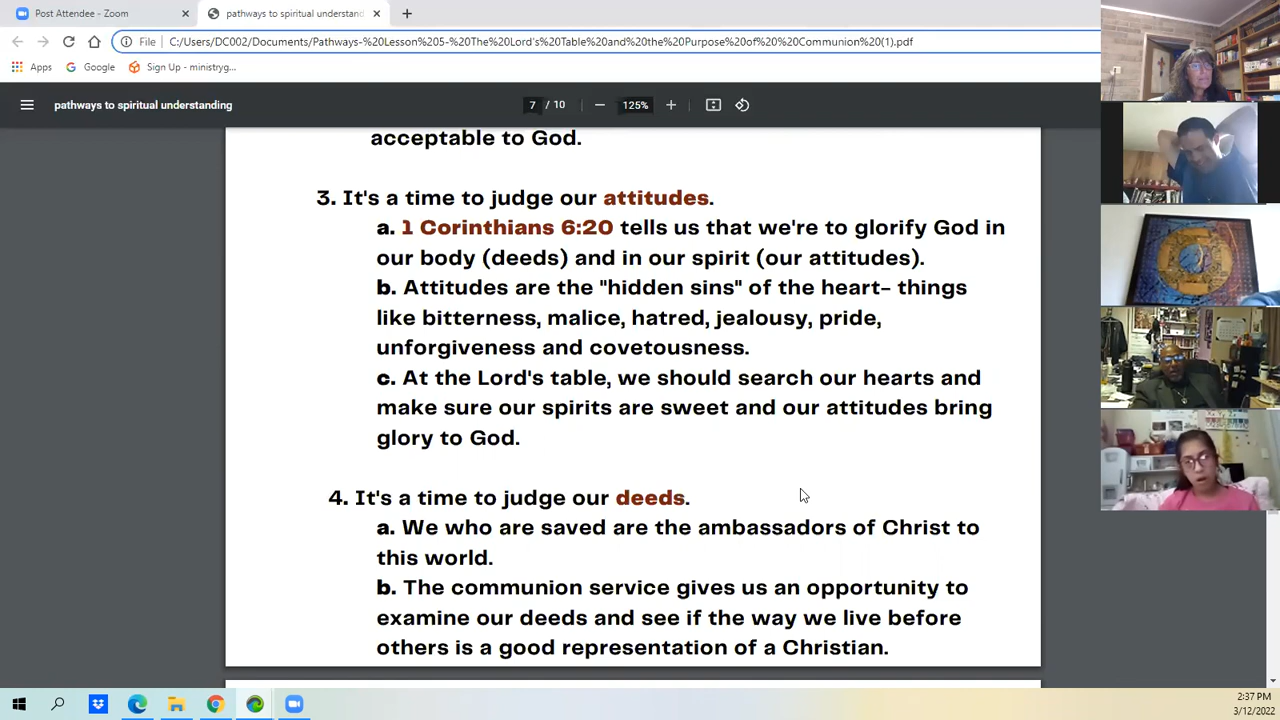 Post Attendee - Zoom
pathways to spiritual understand
File
C:/Users/DC002/Documents/Pathways-%20Lesson%205-%20The%20Lord's%20Table%20and%20the%20Purpose%20of%20%20Communion%20(1).pdf
Apps
Google
Sign Up - ministryg...
pathways to spiritual understanding
7 / 10
125%
acceptable to God.
3. It's a time to judge our attitudes.
a. 1 Corinthians 6:20 tells us that we're to glorify God in
our body (deeds) and in our spirit (our attitudes).
b. Attitudes are the "hidden sins" of the heart- things
like bitterness, malice, hatred, jealousy, pride,
unforgiveness and covetousness.
c. At the Lord's table, we should search our hearts and
make sure our spirits are sweet and our attitudes bring
glory to God.
4. It's a time to judge our deeds.
a. We who are saved are the ambassadors of Christ to
this world.
b. The communion service gives us an opportunity to
examine our deeds and see if the way we live before
others is a good representation of a Christian.
2:37 PM
3/12/2022